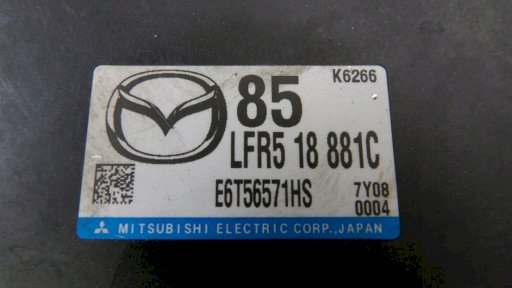 K6266
85
LFR5 18 881C
E6T56571HS
7Y08
0004
MITSUBISHI ELECTRIC CORP., JAPAN